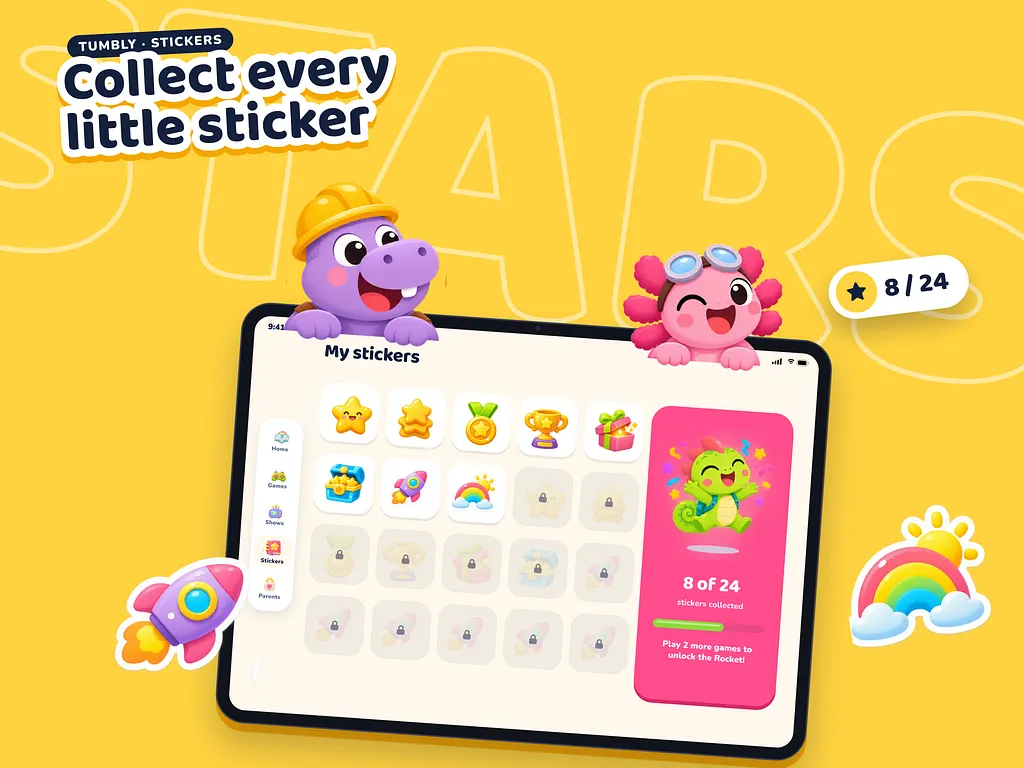 TUMBLY · STICKERS
Collect every
little sticker
STARS
8 / 24
9:41
My stickers
Home
Games
Shows
Stickers
Parents
8 of 24
stickers collected
Play 2 more games to
unlock the Rocket!